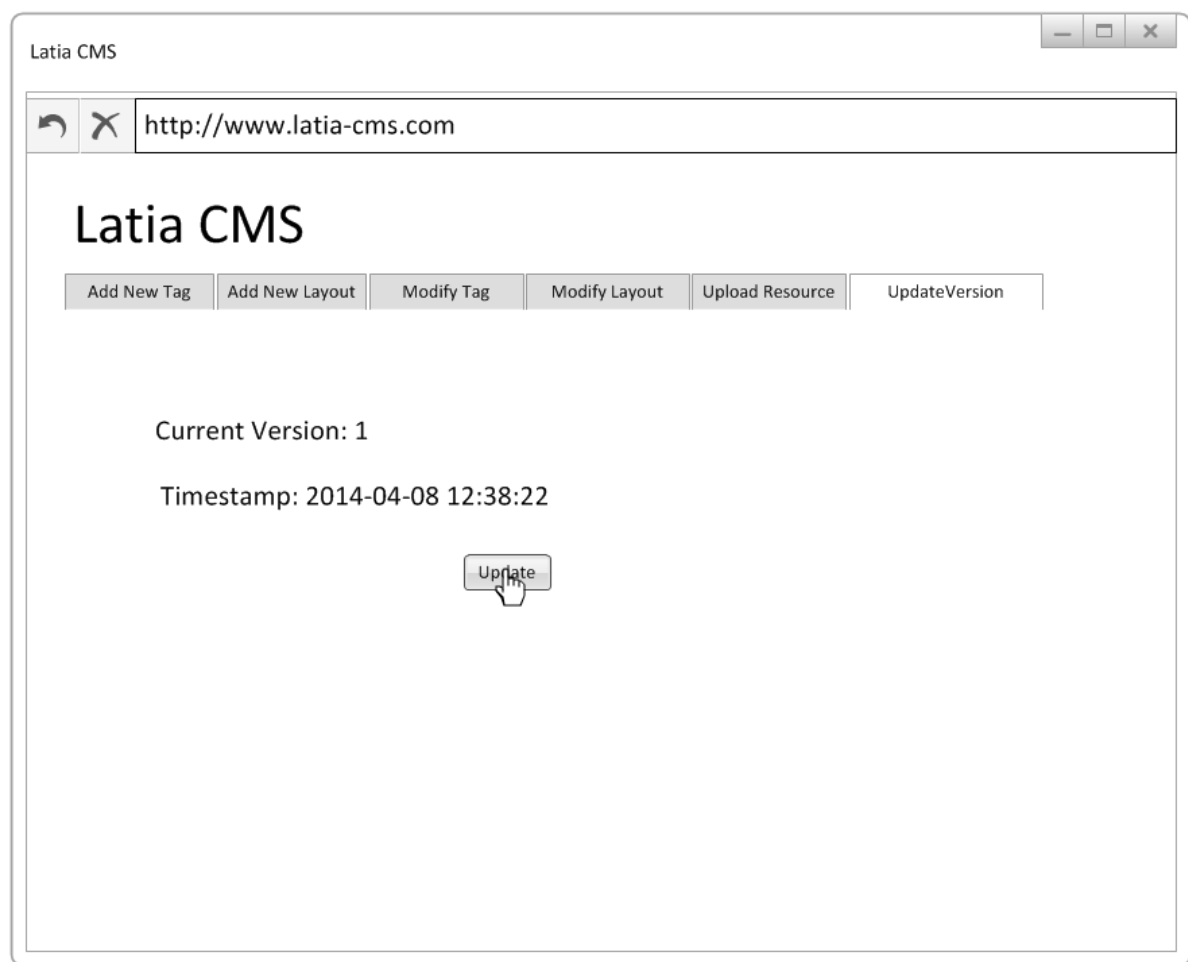 Latia CMS
http://www.latia-cms.com
Latia CMS
Add New Tag Add New Layout Modify Tag Modify Layout Upload Resource UpdateVersion
Current Version: 1
Timestamp: 2014-04-08 12:38:22
Update